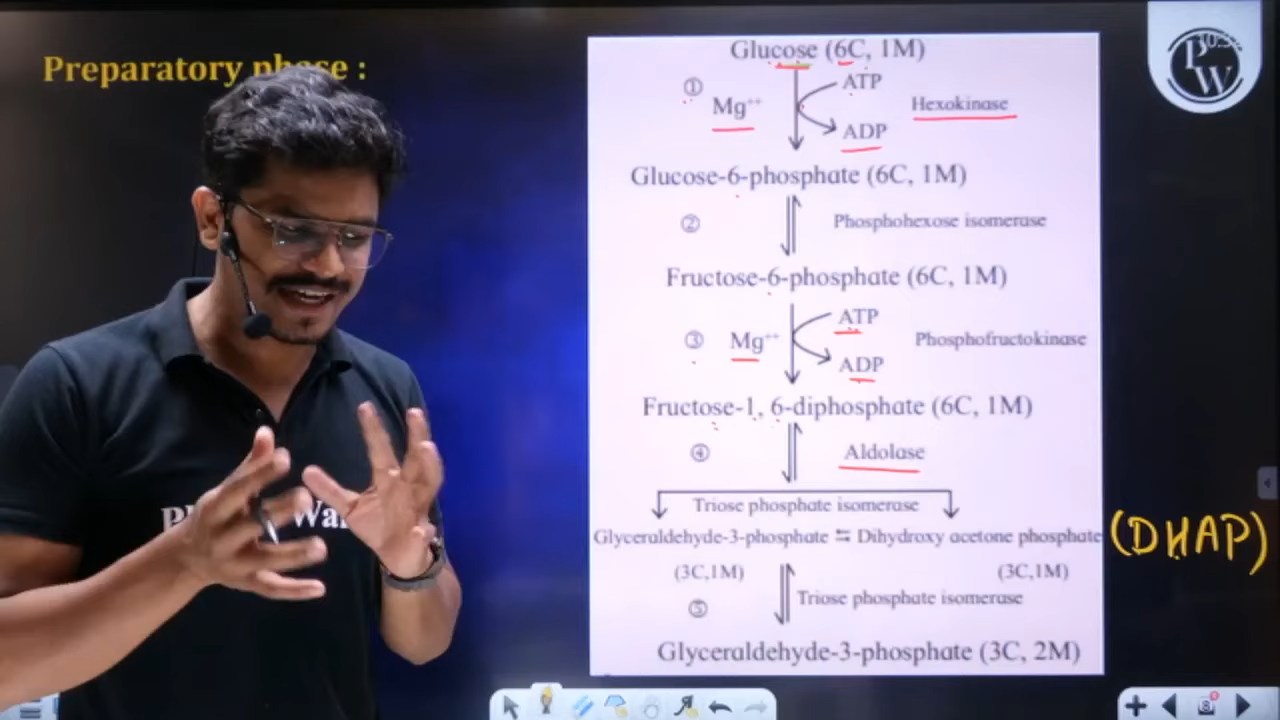 Preparatory phase :
Glucose (6C, 1M)
① Mg⁺⁺ ATP Hexokinase
ADP
Glucose-6-phosphate (6C, 1M)
② Phosphohexose isomerase
Fructose-6-phosphate (6C, 1M)
③ Mg⁺⁺ ATP Phosphofructokinase
ADP
Fructose-1, 6-diphosphate (6C, 1M)
④ Aldolase
Triose phosphate isomerase
Glyceraldehyde-3-phosphate ⇆ Dihydroxy acetone phosphate (DHAP)
(3C,1M) (3C,1M)
⑤ Triose phosphate isomerase
Glyceraldehyde-3-phosphate (3C, 2M)
PW